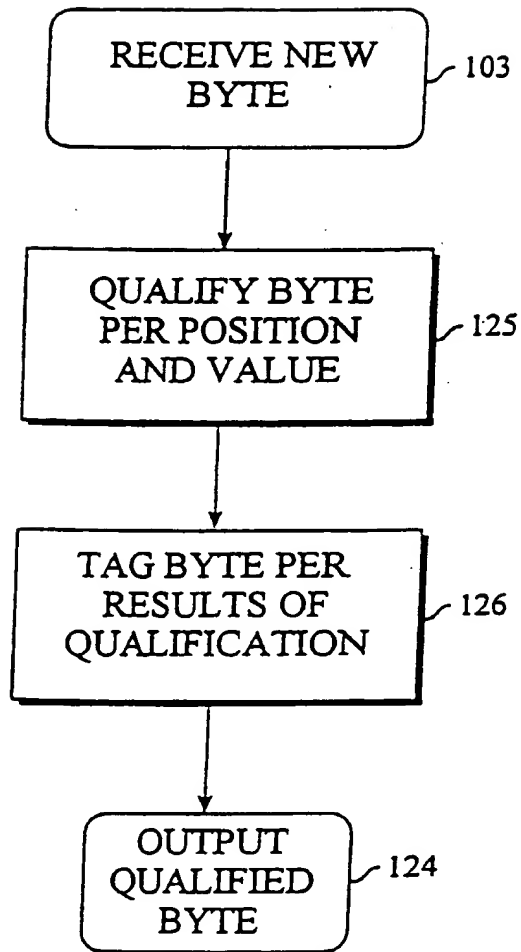 RECEIVE NEW
BYTE
103
QUALIFY BYTE
PER POSITION
AND VALUE
125
TAG BYTE PER
RESULTS OF
QUALIFICATION
126
OUTPUT
QUALIFIED
BYTE
124